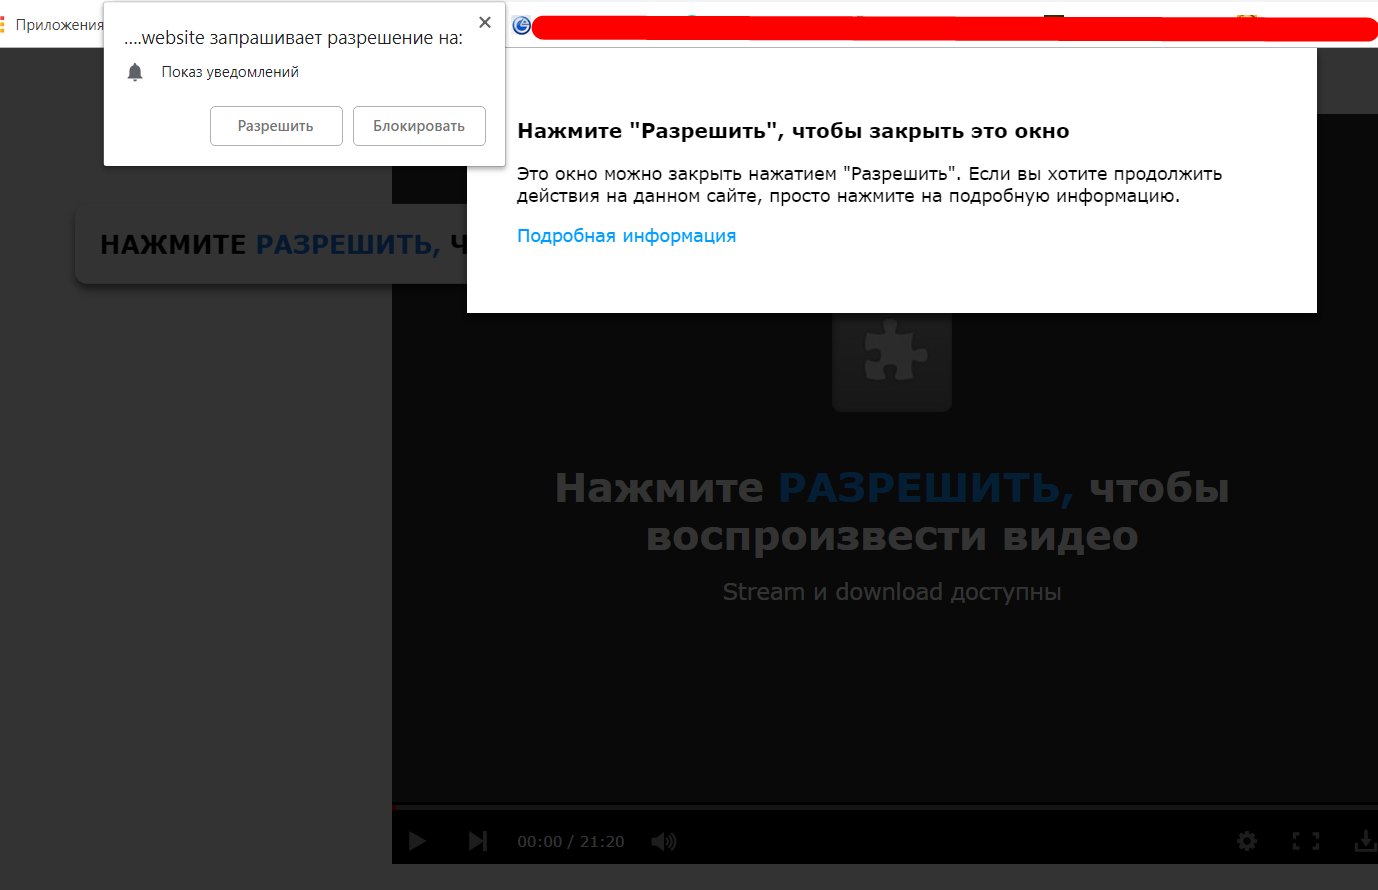 Приложения
....website запрашивает разрешение на:
Показ уведомлений
Разрешить
Блокировать
Нажмите "Разрешить", чтобы закрыть это окно
Это окно можно закрыть нажатием "Разрешить". Если вы хотите продолжить
действия на данном сайте, просто нажмите на подробную информацию.
Подробная информация
НАЖМИТЕ РАЗРЕШИТЬ, Ч
Нажмите РАЗРЕШИТЬ, чтобы
воспроизвести видео
Stream и download доступны
00:00 / 21:20